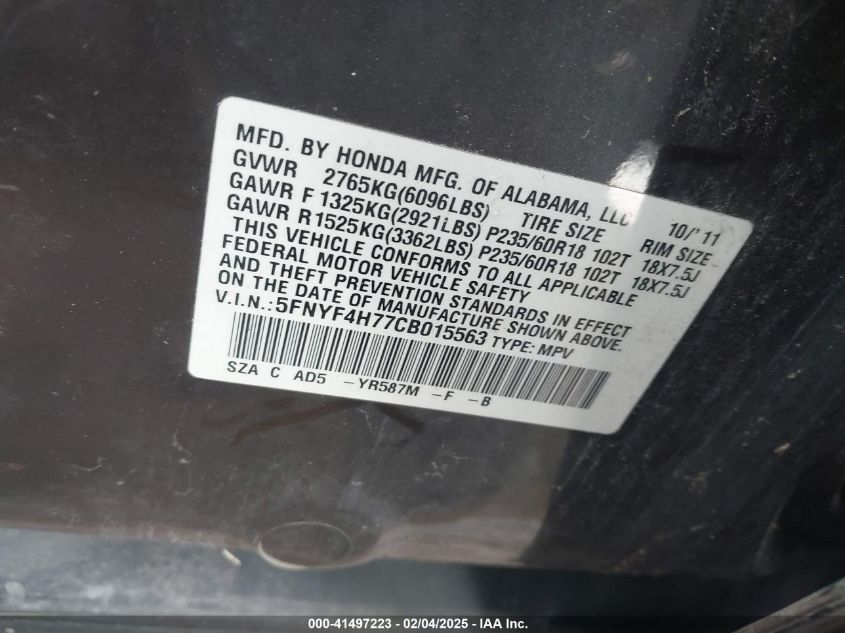 MFD. BY HONDA MFG. OF ALABAMA, LLC 10/'11
GVWR 2765KG(6096LBS) TIRE SIZE RIM SIZE
GAWR F 1325KG(2921LBS) P235/60R18 102T 18X7.5J
GAWR R 1525KG(3362LBS) P235/60R18 102T 18X7.5J
THIS VEHICLE CONFORMS TO ALL APPLICABLE
FEDERAL MOTOR VEHICLE SAFETY
AND THEFT PREVENTION STANDARDS IN EFFECT
ON THE DATE OF MANUFACTURE SHOWN ABOVE.
V.I.N.:5FNYF4H77CB015563 TYPE: MPV
SZA C AD5 -YR587M -F -B
000-41497223 - 02/04/2025 - IAA Inc.